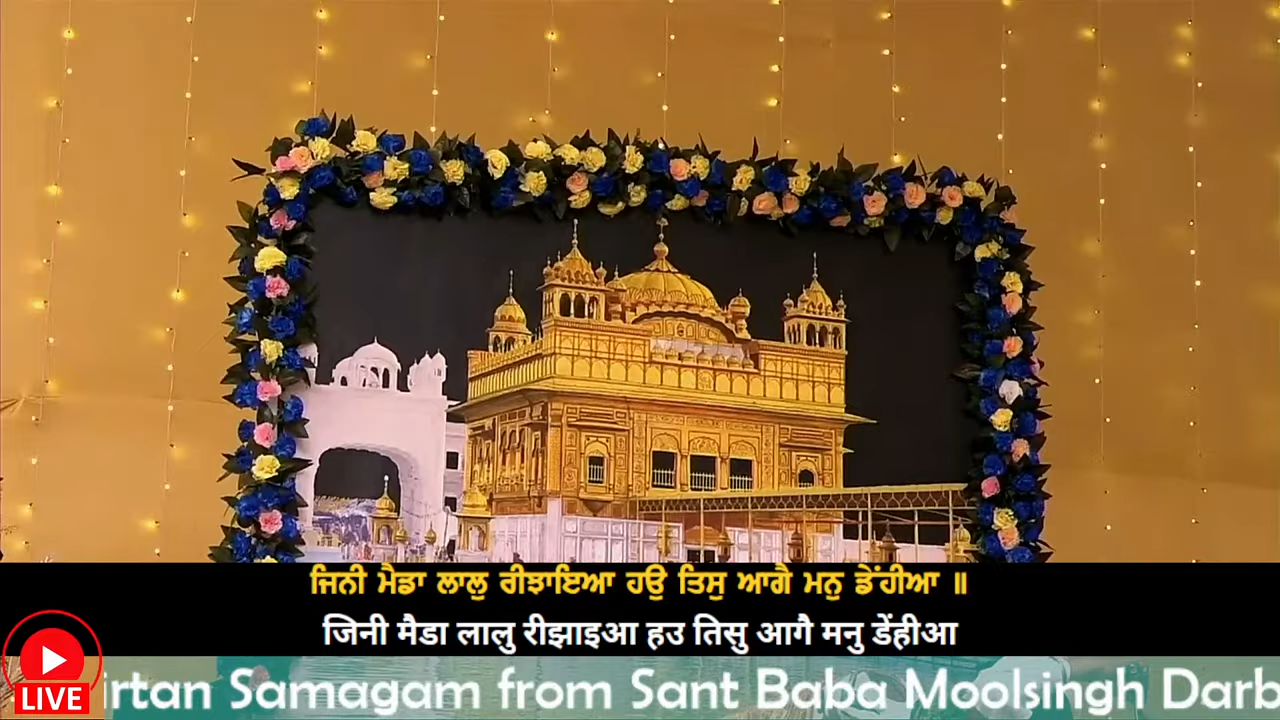 ਜਿਨੀ ਮੈਡਾ ਲਾਲੁ ਰੀਝਾਇਆ ਹਉ ਤਿਸੁ ਆਗੈ ਮਨੁ ਡੇਂਹੀਆ ॥
जिनी मैडा लालु रीझाइआ हउ तिसु आगै मनु डेंहीआ
LIVE
irtan Samagam from Sant Baba Moolsingh Darb